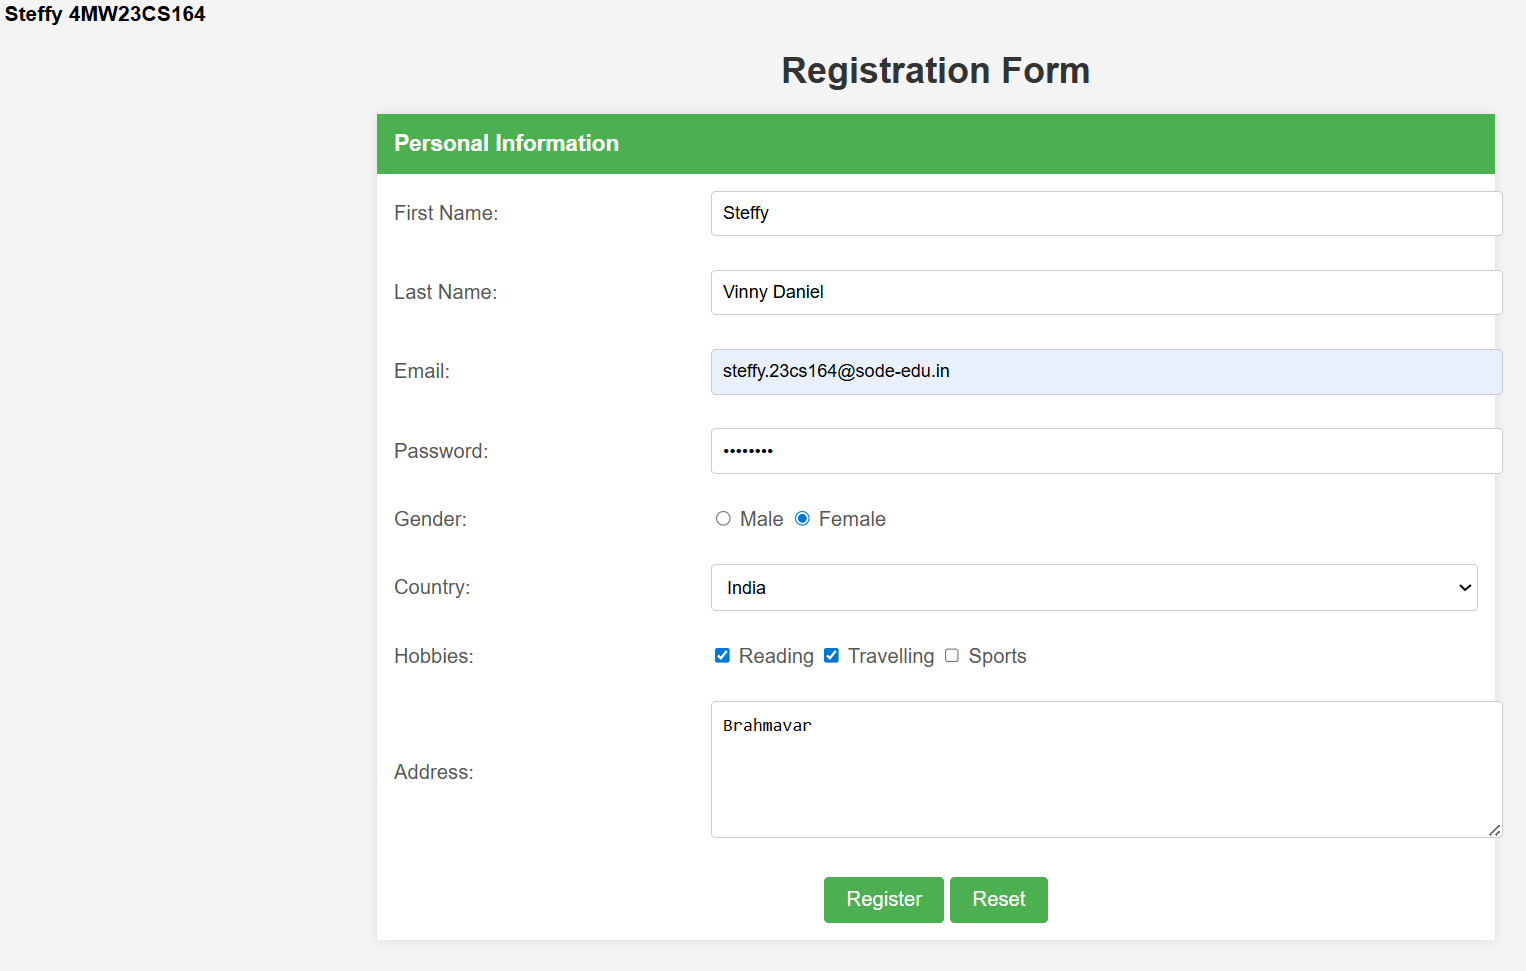 Steffy 4MW23CS164
Registration Form
Personal Information
First Name: Steffy
Last Name: Vinny Daniel
Email: steffy.23cs164@sode-edu.in
Password: ••••••••
Gender: Male Female
Country: India
Hobbies: Reading Travelling Sports
Address: Brahmavar
Register Reset